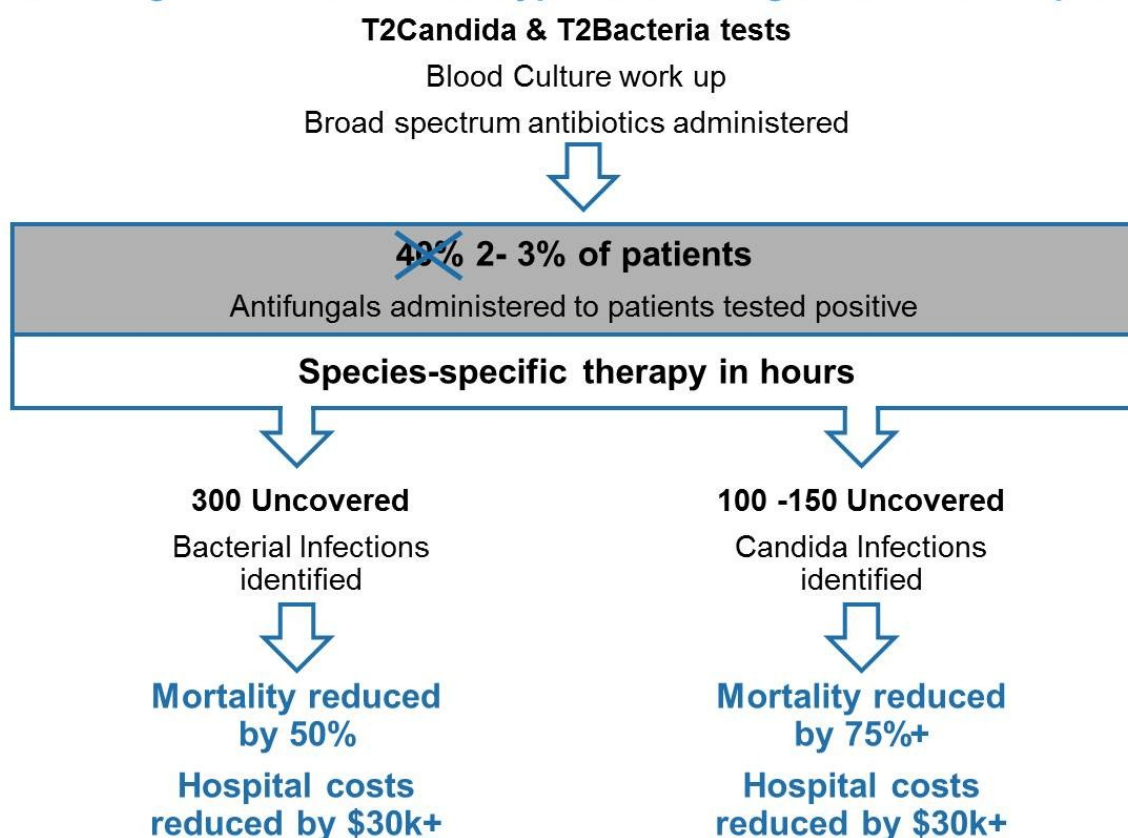 T2Candida & T2Bacteria tests
Blood Culture work up
Broad spectrum antibiotics administered
40% 2- 3% of patients
Antifungals administered to patients tested positive
Species-specific therapy in hours
300 Uncovered
Bacterial Infections
identified
Mortality reduced
by 50%
Hospital costs
reduced by $30k+
100 -150 Uncovered
Candida Infections
identified
Mortality reduced
by 75%+
Hospital costs
reduced by $30k+